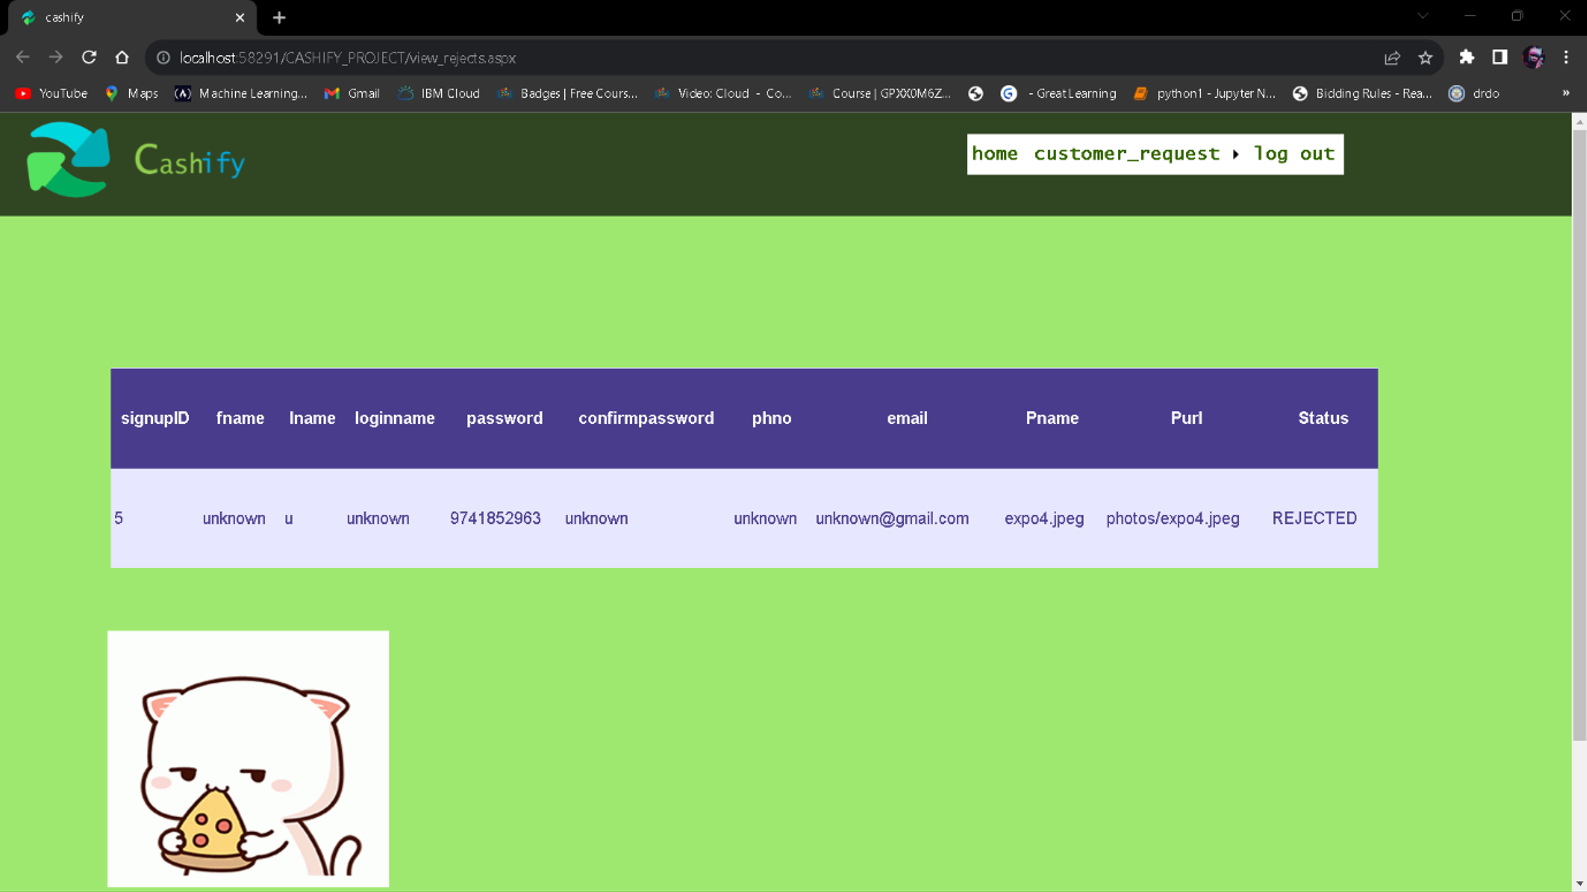 cashify
localhost:58291/CASHIFY_PROJECT/view_rejects.aspx
YouTube Maps Machine Learning... Gmail IBM Cloud Badges | Free Cours... Video: Cloud - Co... Course | GPXX0M6Z... - Great Learning python1 - Jupyter N... Bidding Rules - Rea... drdo »
Cashify
home customer_request log out
signupID fname lname loginname password confirmpassword phno email Pname Purl Status
5 unknown u unknown 9741852963 unknown unknown unknown@gmail.com expo4.jpeg photos/expo4.jpeg REJECTED